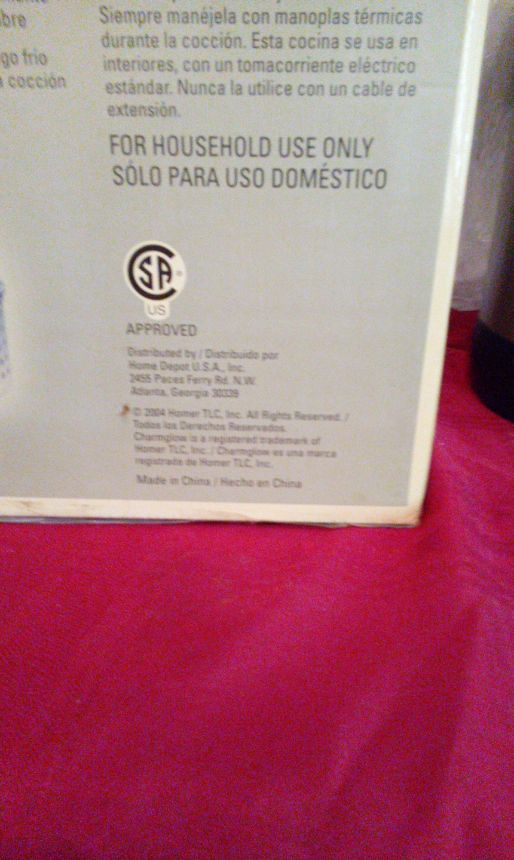 bre
go frio
cocción
Siempre manéjela con manoplas térmicas
durante la cocción. Esta cocina se usa en
interiores, con un tomacorriente eléctrico
estándar. Nunca la utilice con un cable de
extensión.
FOR HOUSEHOLD USE ONLY
SÓLO PARA USO DOMÉSTICO
SA
US
APPROVED
Distributed by / Distribuido por
Home Depot U.S.A., Inc.
2455 Paces Ferry Rd. N.W.
Atlanta, Georgia 30339
© 2004 Homer TLC, Inc. All Rights Reserved. /
Todos los Derechos Reservados.
Charmglow is a registered trademark of
Homer TLC, Inc. / Charmglow es una marca
registrada de Homer TLC, Inc.
Made in China / Hecho en China